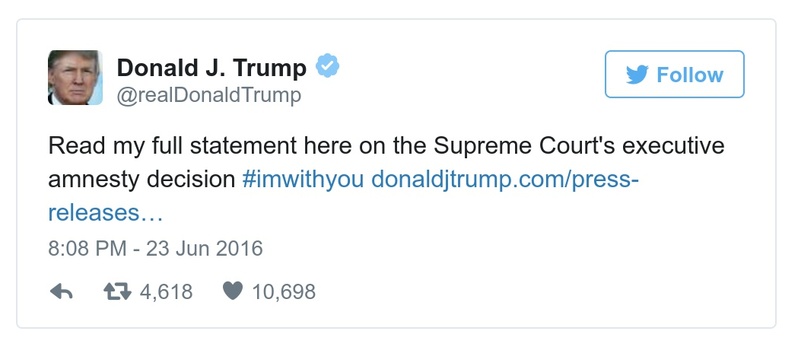 Donald J. Trump
@realDonaldTrump
Follow
Read my full statement here on the Supreme Court's executive
amnesty decision #imwithyou donaldjtrump.com/press-
releases…
8:08 PM - 23 Jun 2016
4,618 10,698